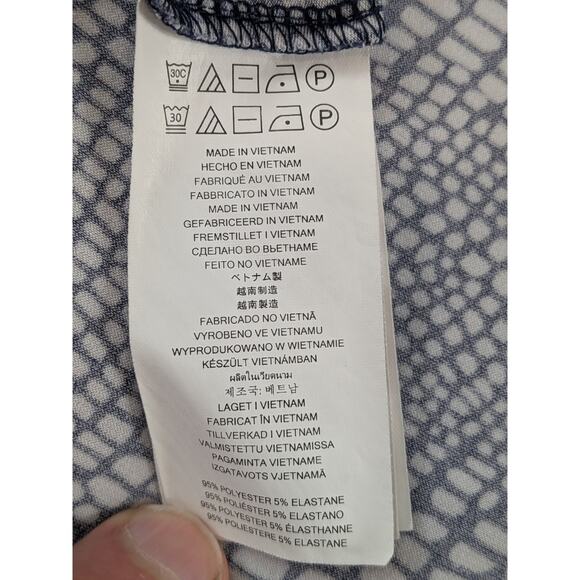 30C P
30 P
MADE IN VIETNAM
HECHO EN VIETNAM
FABRIQUÉ AU VIETNAM
FABBRICATO IN VIETNAM
MADE IN VIETNAM
GEFABRICEERD IN VIETNAM
FREMSTILLET I VIETNAM
СДЕЛАНО ВО ВЬЕТНАМЕ
FEITO NO VIETNAME
ベトナム製
越南制造
越南製造
FABRICADO NO VIETNÃ
VYROBENO VE VIETNAMU
WYPRODUKOWANO W WIETNAMIE
KÉSZÜLT VIETNÁMBAN
ผลิตในเวียดนาม
제조국: 베트남
LAGET I VIETNAM
FABRICAT ÎN VIETNAM
TILLVERKAD I VIETNAM
VALMISTETTU VIETNAMISSA
PAGAMINTA VIETNAME
IZGATAVOTS VJETNAMĀ
95% POLYESTER 5% ELASTANE
95% POLIÉSTER 5% ELASTANO
95% POLYESTER 5% ÉLASTHANNE
95% POLIESTERE 5% ELASTANE